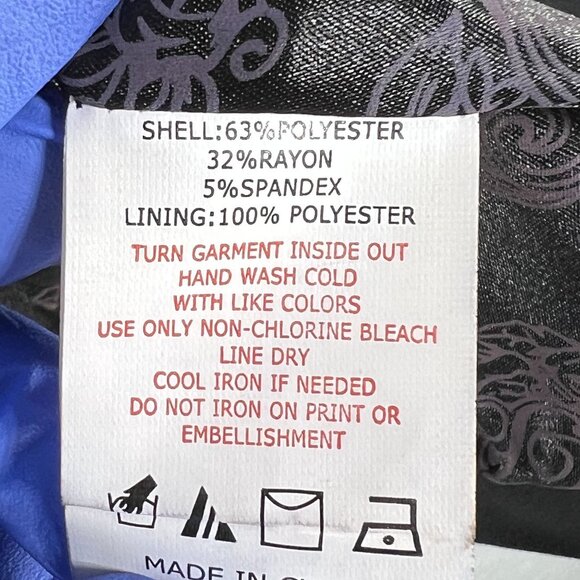 SHELL:63%POLYESTER
32%RAYON
5%SPANDEX
LINING:100% POLYESTER
TURN GARMENT INSIDE OUT
HAND WASH COLD
WITH LIKE COLORS
USE ONLY NON-CHLORINE BLEACH
LINE DRY
COOL IRON IF NEEDED
DO NOT IRON ON PRINT OR
EMBELLISHMENT
MADE IN